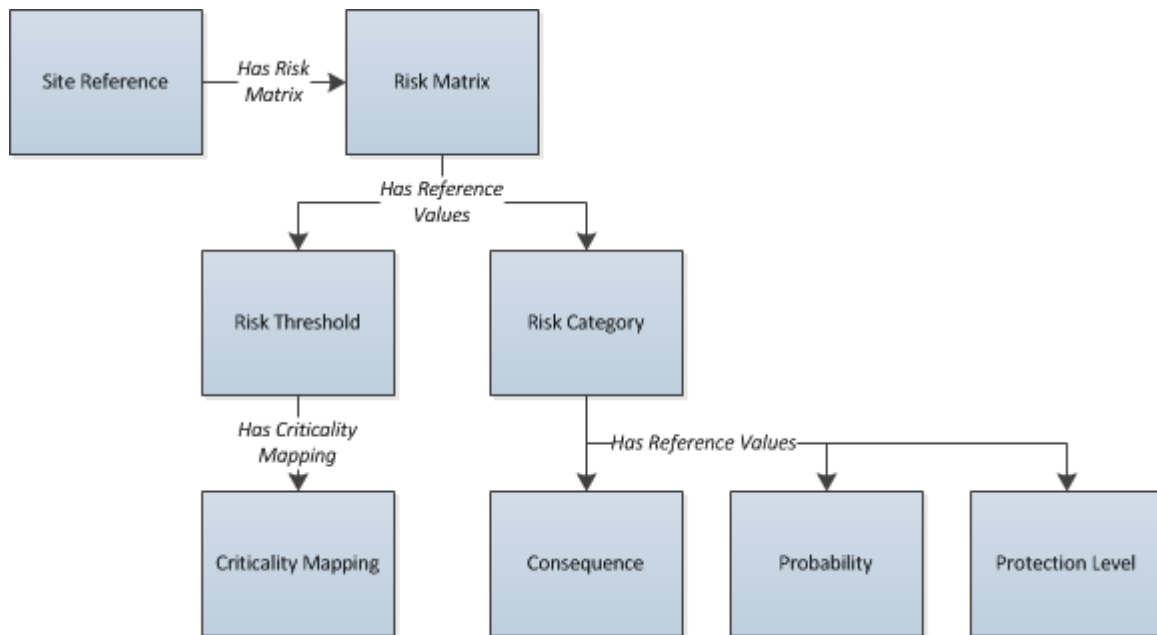 Site Reference
Has Risk
Matrix
Risk Matrix
Has Reference
Values
Risk Threshold
Risk Category
Has Criticality
Mapping
Has Reference Values
Criticality Mapping
Consequence
Probability
Protection Level